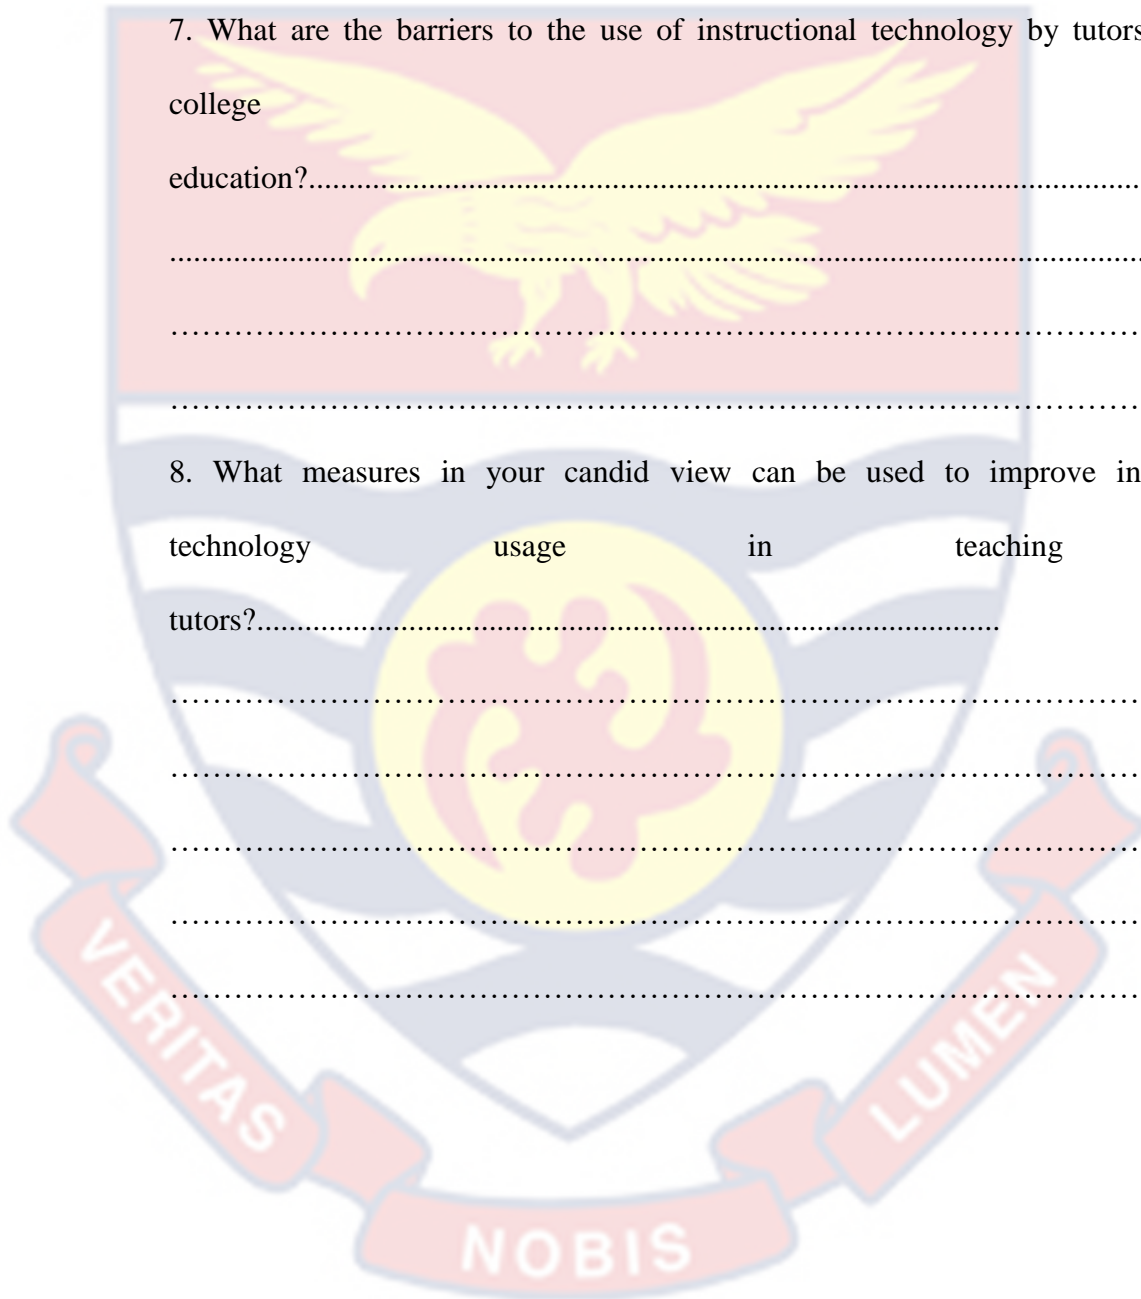 7. What are the barriers to the use of instructional technology by tutors
college
education?..........................................................................................................
..........................................................................................................................
……………………………………………………………………………………
……………………………………………………………………………………
8. What measures in your candid view can be used to improve in
technology usage in teaching
tutors?..............................................................................................
……………………………………………………………………………………
……………………………………………………………………………………
……………………………………………………………………………………
……………………………………………………………………………………
……………………………………………………………………………………
VERITAS
NOBIS
LUMEN